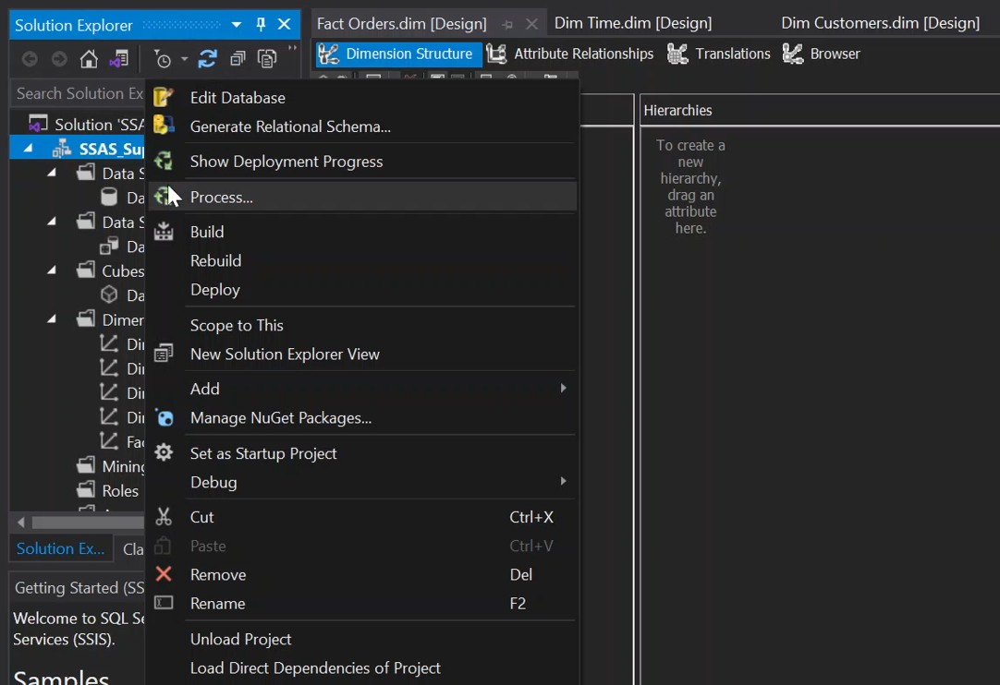 Solution Explorer
Fact Orders.dim [Design]
Dim Time.dim [Design]
Dim Customers.dim [Design]
Dimension Structure
Attribute Relationships
Translations
Browser
Search Solution Ex
Hierarchies
To create a
new
hierarchy,
drag an
attribute
here.
Solution 'SSA
SSAS_Sup
Data S
Da
Data S
Da
Cubes
Da
Dimen
Di
Di
Di
Di
Fac
Mining
Roles
Solution Ex...
Cla
Getting Started (SS
Welcome to SQL Se
Services (SSIS).
Samples
Edit Database
Generate Relational Schema...
Show Deployment Progress
Process...
Build
Rebuild
Deploy
Scope to This
New Solution Explorer View
Add
Manage NuGet Packages...
Set as Startup Project
Debug
Cut Ctrl+X
Paste Ctrl+V
Remove Del
Rename F2
Unload Project
Load Direct Dependencies of Project